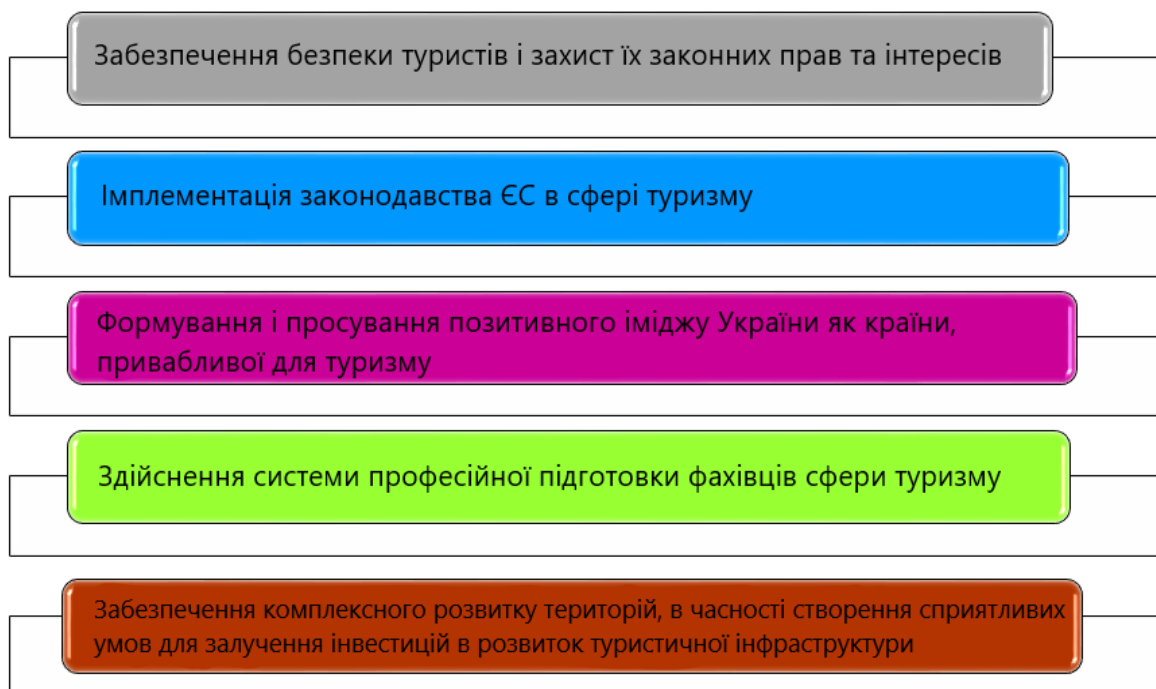 Забезпечення безпеки туристів і захист їх законних прав та інтересів
Імплементація законодавства ЄС в сфері туризму
Формування і просування позитивного іміджу України як країни,
привабливої для туризму
Здійснення системи професійної підготовки фахівців сфери туризму
Забезпечення комплексного розвитку територій, в часності створення сприятливих
умов для залучення інвестицій в розвиток туристичної інфраструктури